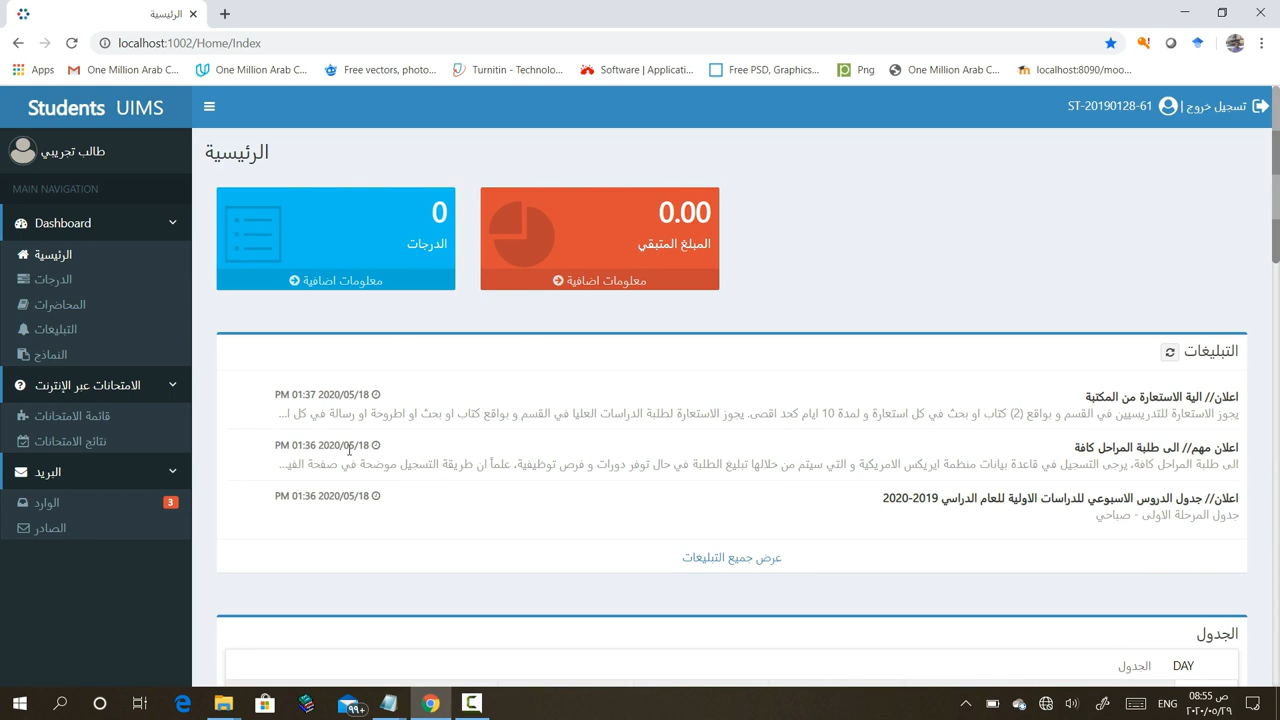 الرئيسية
localhost:1002/Home/Index
Apps
One Million Arab C...
One Million Arab C...
Free vectors, photo...
Turnitin - Technolo...
Software | Applicati...
Free PSD, Graphics...
Png
One Million Arab C...
localhost:8090/moo...
Students UIMS
ST-20190128-61
تسجيل خروج |
طالب تجريبي
MAIN NAVIGATION
Dashboard
الرئيسية
الدرجات
المحاضرات
التبليغات
النماذج
الامتحانات عبر الإنترنت
قائمة الامتحانات
نتائج الامتحانات
البريد
الوارد
3
الصادر
الرئيسية
0.00
المبلغ المتبقي
معلومات اضافية
0
الدرجات
معلومات اضافية
التبليغات
اعلان// الية الاستعارة من المكتبة
PM 01:37 2020/05/18
يجوز الاستعارة للتدريسيين في القسم و بواقع (2) كتاب او بحث في كل استعارة و لمدة 10 ايام كحد اقصى. يجوز الاستعارة لطلبة الدراسات العليا في القسم و بواقع كتاب او بحث او اطروحة او رسالة في كل ا...
اعلان مهم// الى طلبة المراحل كافة
PM 01:36 2020/05/18
الى طلبة المراحل كافة، يرجى التسجيل في قاعدة بيانات منظمة ايريكس الامريكية و التي سيتم من خلالها تبليغ الطلبة في حال توفر دورات و فرص توظيفية، علماً ان طريقة التسجيل موضحة في صفحة الفي...
اعلان// جدول الدروس الاسبوعي للدراسات الاولية للعام الدراسي 2019-2020
PM 01:36 2020/05/18
جدول المرحلة الاولى - صباحي
عرض جميع التبليغات
الجدول
DAY
الجدول
+٩٩
ENG
ص 08:55
٢٠٢٠/٠٥/٢٩